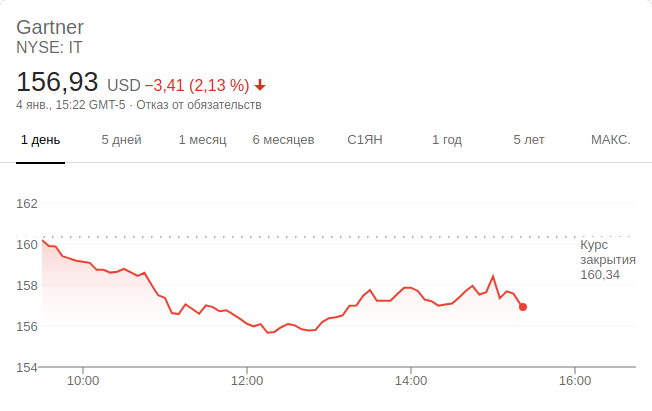 Gartner
NYSE: IT
156,93 USD −3,41 (2,13 %)
4 янв., 15:22 GMT-5 · Отказ от обязательств
1 день 5 дней 1 месяц 6 месяцев С1ЯН 1 год 5 лет МАКС.
162
160
158
156
154
Курс
закрытия
160,34
10:00 12:00 14:00 16:00